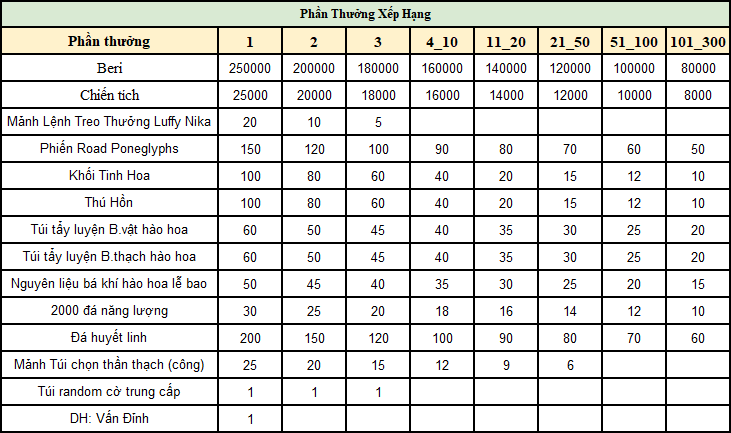 Phần Thưởng Xếp Hạng
Phần thưởng 1 2 3 4_10 11_20 21_50 51_100 101_300
Beri 250000 200000 180000 160000 140000 120000 100000 80000
Chiến tích 25000 20000 18000 16000 14000 12000 10000 8000
Mảnh Lệnh Treo Thưởng Luffy Nika 20 10 5
Phiến Road Poneglyphs 150 120 100 90 80 70 60 50
Khối Tinh Hoa 100 80 60 40 20 15 12 10
Thú Hồn 100 80 60 40 20 15 12 10
Túi tẩy luyện B.vật hào hoa 60 50 45 40 35 30 25 20
Túi tẩy luyện B.thạch hào hoa 60 50 45 40 35 30 25 20
Nguyên liệu bá khí hào hoa lễ bao 50 45 40 35 30 25 20 15
2000 đá năng lượng 30 25 20 18 16 14 12 10
Đá huyết linh 200 150 120 100 90 80 70 60
Mảnh Túi chọn thần thạch (công) 25 20 15 12 9 6
Túi random cờ trung cấp 1 1 1
DH: Vấn Đỉnh 1